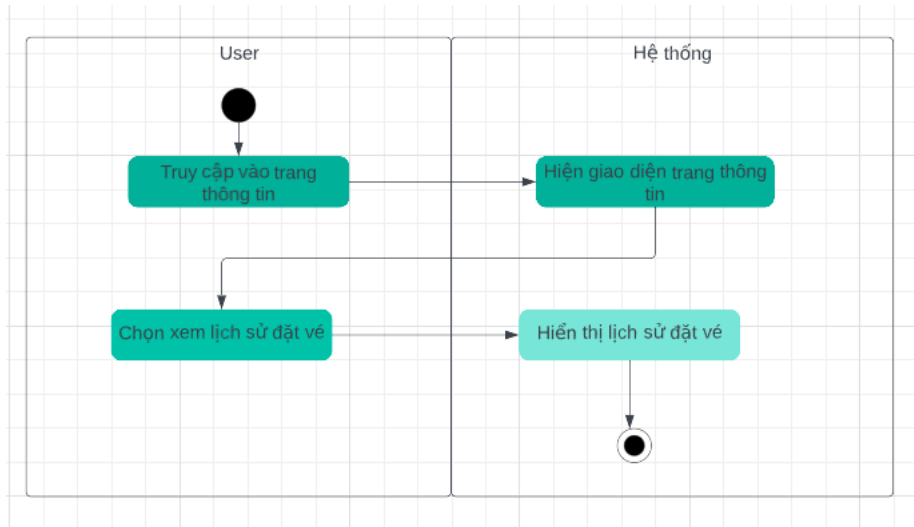 User
Hệ thống
Truy cập vào trang
thông tin
Hiện giao diện trang thông
tin
Chọn xem lịch sử đặt vé
Hiển thị lịch sử đặt vé